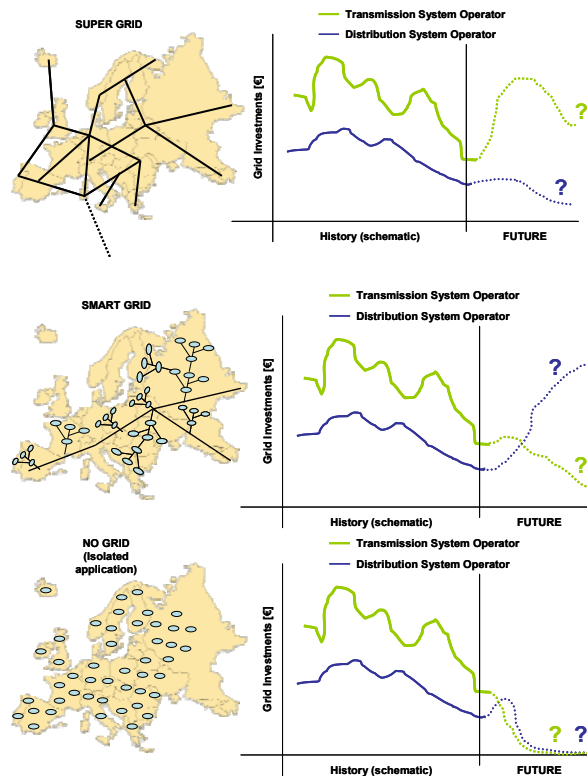 SUPER GRID
Transmission System Operator
Distribution System Operator
Grid Investments [€]
?
?
History (schematic)
FUTURE
SMART GRID
Transmission System Operator
Distribution System Operator
Grid Investments [€]
?
?
History (schematic)
FUTURE
NO GRID
(Isolated
application)
Transmission System Operator
Distribution System Operator
Grid Investments [€]
? ?
History (schematic)
FUTURE